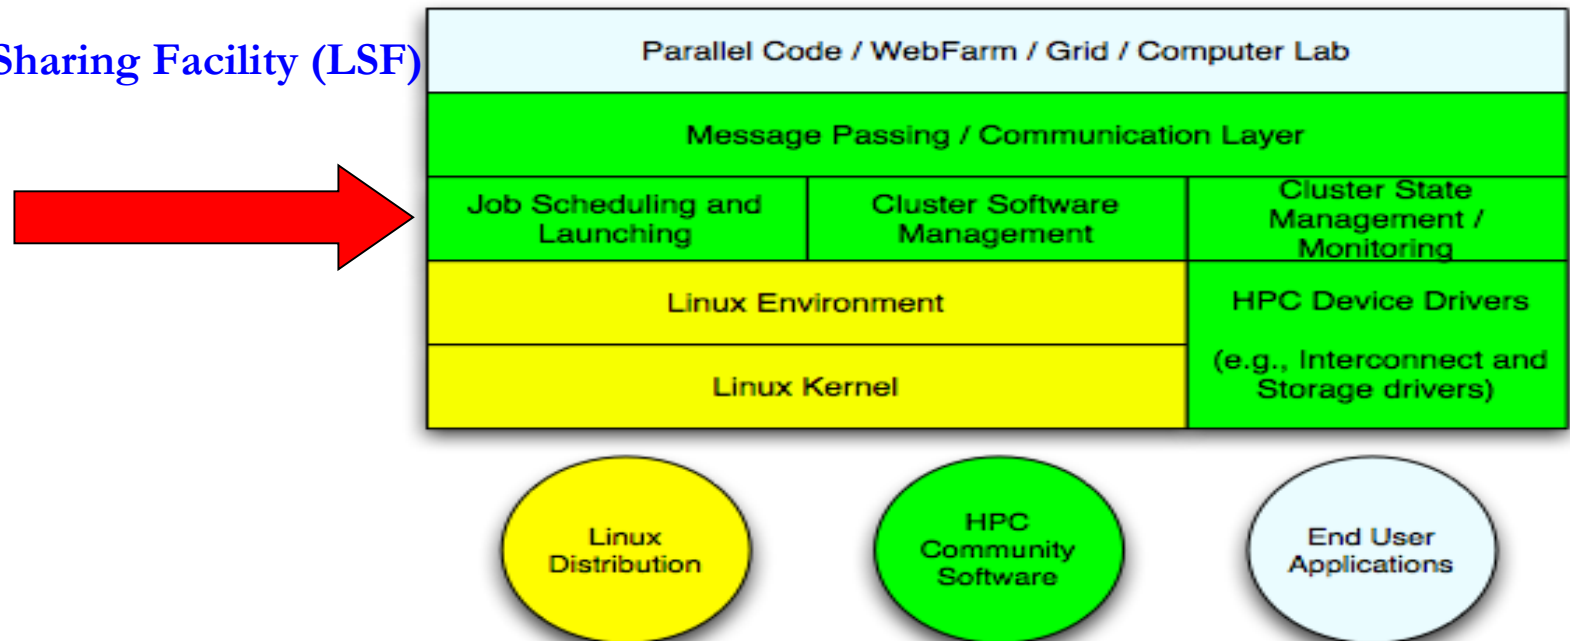 Sharing Facility (LSF)
Parallel Code / WebFarm / Grid / Computer Lab
Message Passing / Communication Layer
Job Scheduling and
Launching
Cluster Software
Management
Cluster State
Management /
Monitoring
Linux Environment
HPC Device Drivers
(e.g., Interconnect and
Storage drivers)
Linux Kernel
Linux
Distribution
HPC
Community
Software
End User
Applications